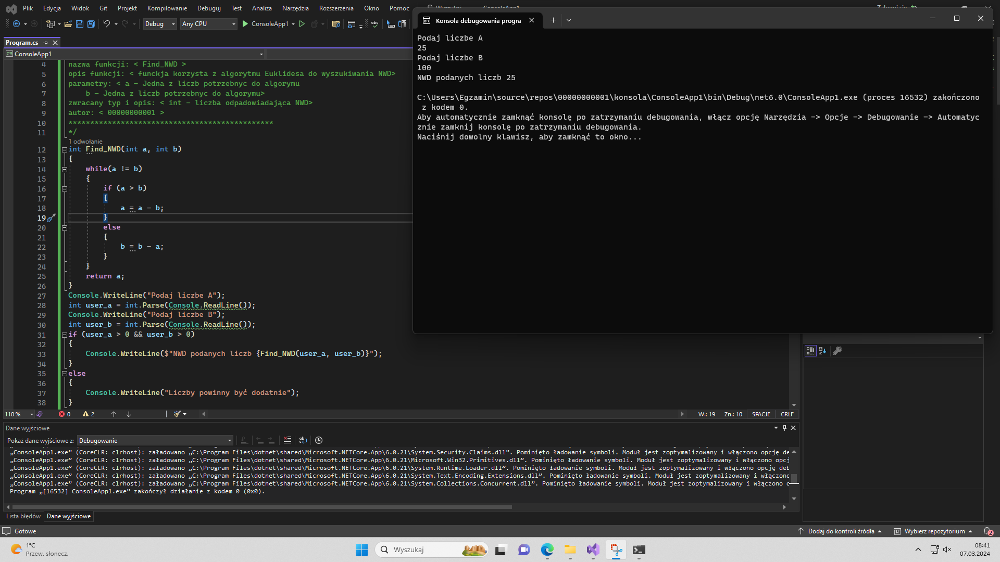 Plik Edycja Widok Git Projekt Kompilowanie Debuguj Test Analiza Narzędzia Rozszerzenia Okno Pomoc
Debug Any CPU ConsoleApp1
Program.cs
ConsoleApp1
4 nazwa funkcji: < Find_NWD >
5 opis funkcji: < funckja korzysta z algorytmu Euklidesa do wyszukiwania NWD>
6 parametry: < a - Jedna z liczb potrzebnyc do algorymu
7 b - Jedna z liczb potrzebnyc do algorymu>
8 zwracany typ i opis: < int - liczba odpadowiadająca NWD>
9 autor: < 00000000001 >
10 ***********************************************
11 */
1 odwołanie
12 int Find_NWD(int a, int b)
13 {
14 while(a != b)
15 {
16 if (a > b)
17 {
18 a = a - b;
19 }
20 else
21 {
22 b = b - a;
23 }
24 }
25 return a;
26 }
27 Console.WriteLine("Podaj liczbe A");
28 int user_a = int.Parse(Console.ReadLine());
29 Console.WriteLine("Podaj liczbe B");
30 int user_b = int.Parse(Console.ReadLine());
31 if (user_a > 0 && user_b > 0)
32 {
33 Console.WriteLine($"NWD podanych liczb {Find_NWD(user_a, user_b)}");
34 }
35 else
36 {
37 Console.WriteLine("Liczby powinny być dodatnie");
38 }
110 % 0 2 W.: 19 Zn.: 10 SPACJE CRLF
Konsola debugowania progra
Podaj liczbe A
25
Podaj liczbe B
100
NWD podanych liczb 25
C:\Users\Egzamin\source\repos\00000000001\konsola\ConsoleApp1\bin\Debug\net6.0\ConsoleApp1.exe (proces 16532) zakończono
z kodem 0.
Aby automatycznie zamknąć konsolę po zatrzymaniu debugowania, włącz opcję Narzędzia -> Opcje -> Debugowanie -> Automatyc
znie zamknij konsolę po zatrzymaniu debugowania.
Naciśnij dowolny klawisz, aby zamknąć to okno...
Dane wyjściowe
Pokaż dane wyjściowe z: Debugowanie
„ConsoleApp1.exe” (CoreCLR: clrhost): załadowano „C:\Program Files\dotnet\shared\Microsoft.NETCore.App\6.0.21\System.Security.Claims.dll”. Pominięto ładowanie symboli. Moduł jest zoptymalizowany i włączono opcję de
„ConsoleApp1.exe” (CoreCLR: clrhost): załadowano „C:\Program Files\dotnet\shared\Microsoft.NETCore.App\6.0.21\Microsoft.Win32.Primitives.dll”. Pominięto ładowanie symboli. Moduł jest zoptymalizowany i włączono opcj
„ConsoleApp1.exe” (CoreCLR: clrhost): załadowano „C:\Program Files\dotnet\shared\Microsoft.NETCore.App\6.0.21\System.Runtime.Loader.dll”. Pominięto ładowanie symboli. Moduł jest zoptymalizowany i włączono opcję deb
„ConsoleApp1.exe” (CoreCLR: clrhost): załadowano „C:\Program Files\dotnet\shared\Microsoft.NETCore.App\6.0.21\System.Text.Encoding.Extensions.dll”. Pominięto ładowanie symboli. Moduł jest zoptymalizowany i włączono
„ConsoleApp1.exe” (CoreCLR: clrhost): załadowano „C:\Program Files\dotnet\shared\Microsoft.NETCore.App\6.0.21\System.Collections.Concurrent.dll”. Pominięto ładowanie symboli. Moduł jest zoptymalizowany i włączono o
Program „[16532] ConsoleApp1.exe” zakończył działanie z kodem 0 (0x0).
Lista błędów Dane wyjściowe
Gotowe Dodaj do kontroli źródła Wybierz repozytorium 2
1°C
Przew. słonecz.
Wyszukaj
08:41
07.03.2024